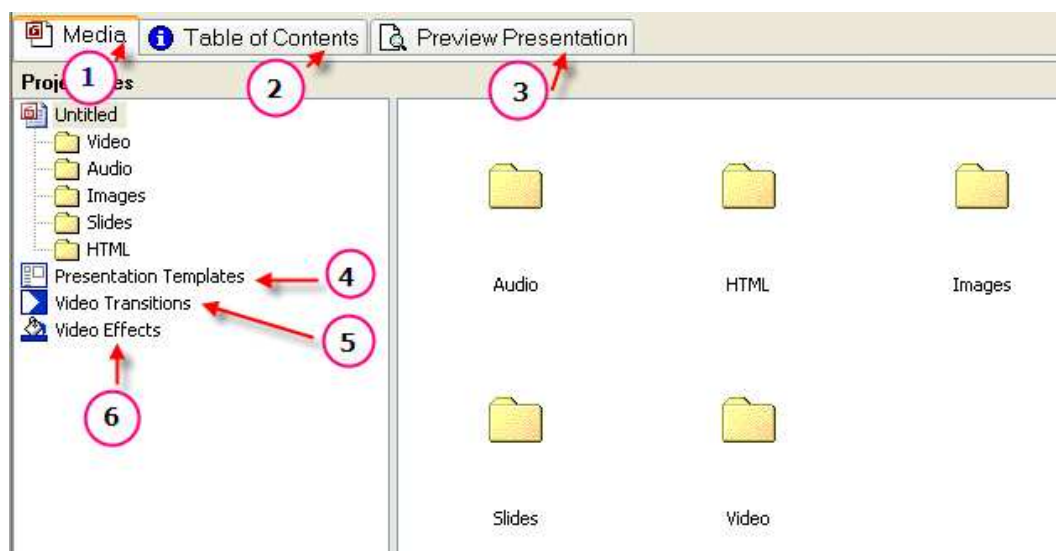 Media Table of Contents Preview Presentation
1 2 3
Untitled
Video
Audio
Images
Slides
HTML
Presentation Templates 4
Video Transitions 5
Video Effects
6
Audio HTML Images
Slides Video